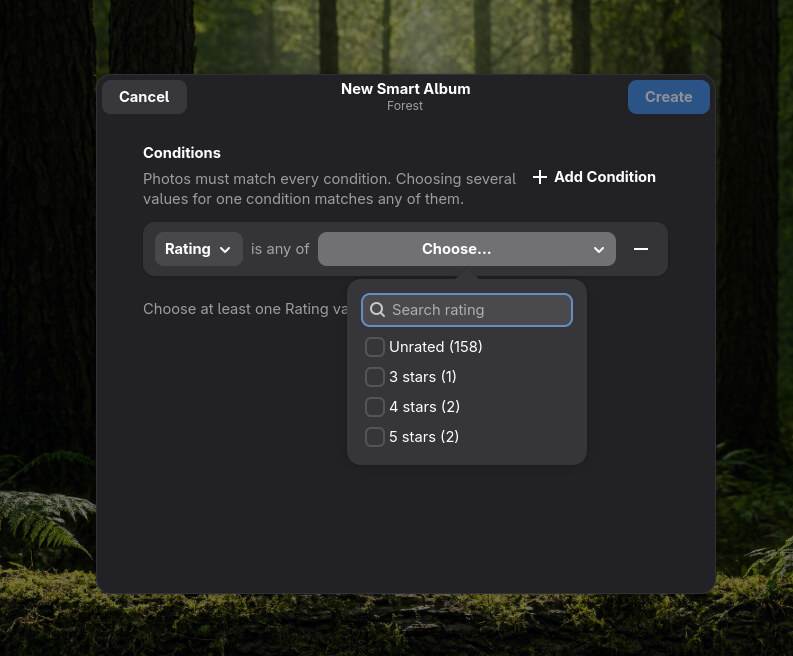 Cancel
New Smart Album
Create
Forest
Conditions
Photos must match every condition. Choosing several
values for one condition matches any of them.
Add Condition
Rating
is any of
Choose...
Choose at least one Rating
Search rating
Unrated (158)
3 stars (1)
4 stars (2)
5 stars (2)